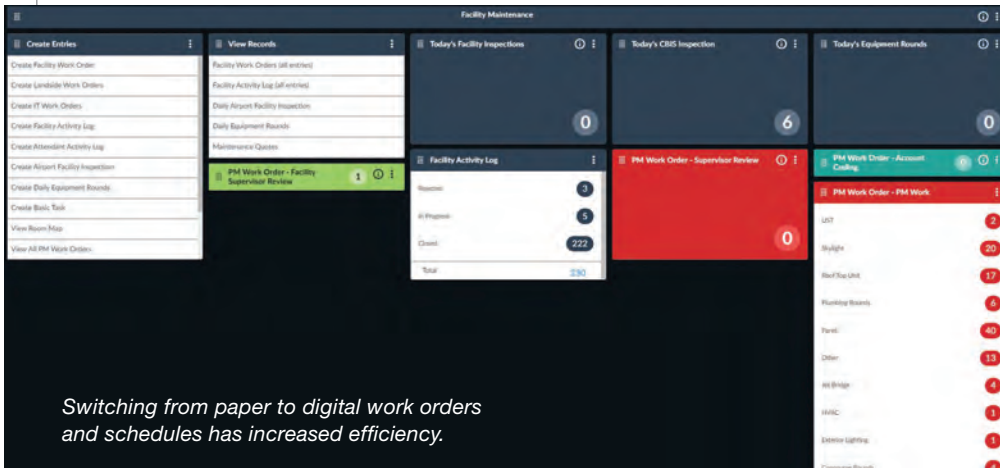 Facility Maintenance
Create Entries
Create Facility Work Order
Create Landside Work Orders
Create IT Work Orders
Create Facility Activity Log
Create Attendant Activity Log
Create Airport Facility Inspection
Create Daily Equipment Rounds
Create Basic Task
View Room Map
View All PM Work Orders
View Records
Facility Work Orders (all entries)
Facility Activity Log (all entries)
Daily Airport Facility Inspection
Daily Equipment Rounds
Maintenance Queues
PM Work Order - Facility
Supervisor Review
1
Today's Facility Inspections
0
Facility Activity Log
Rejected 3
In Progress 5
Closed 222
Total 230
Today's CBIS Inspection
6
PM Work Order - Supervisor Review
0
Today's Equipment Rounds
0
PM Work Order - Account
Coding
0
PM Work Order - PM Work
LIST 2
Skylight 20
Roof Top Unit 17
Plumbing Rounds 6
Panel 40
Other 13
Jet Bridge 4
HVAC 1
Exterior Lighting 1
Switching from paper to digital work orders
and schedules has increased efficiency.